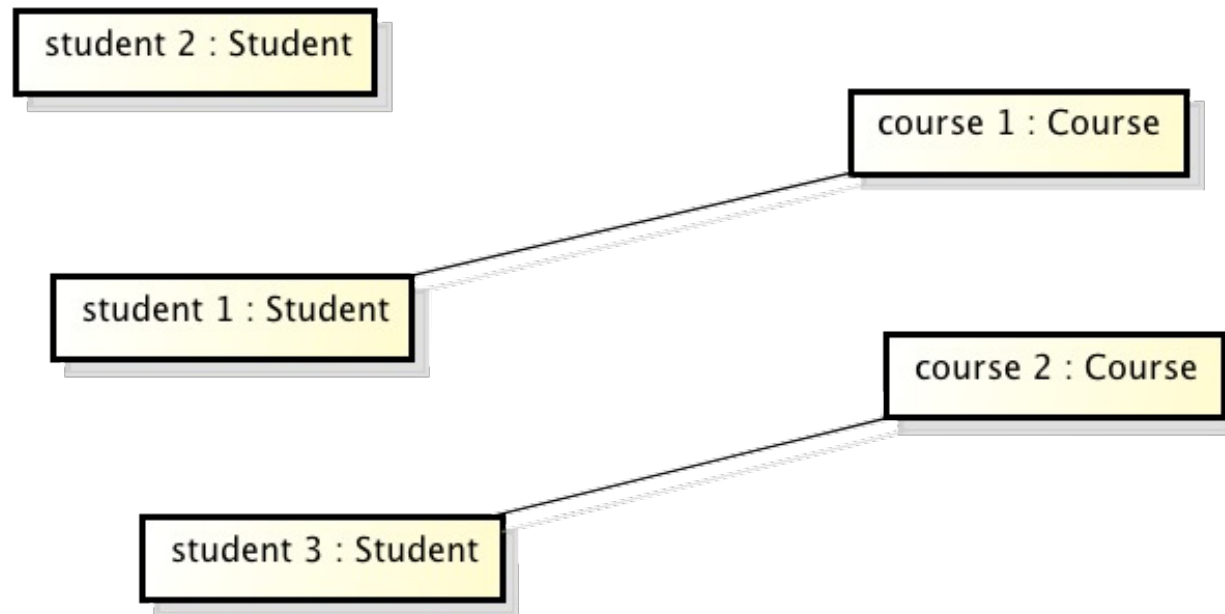 student 2 : Student
course 1 : Course
student 1 : Student
course 2 : Course
student 3 : Student